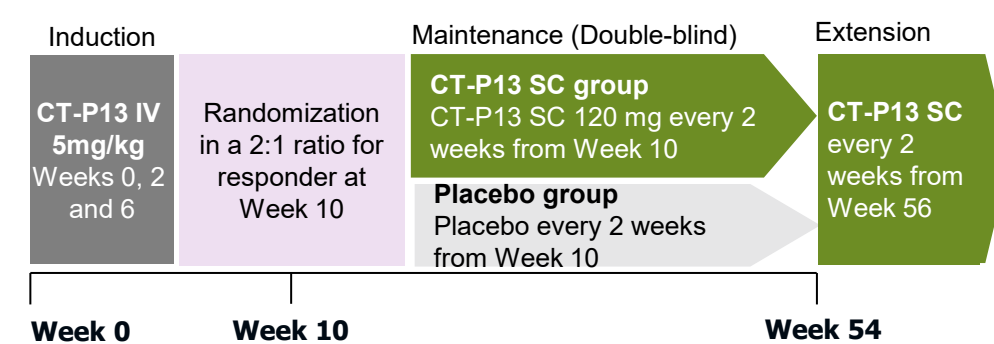 Induction
CT-P13 IV
5mg/kg
Weeks 0, 2
and 6
Randomization
in a 2:1 ratio for
responder at
Week 10
Maintenance (Double-blind)
CT-P13 SC group
CT-P13 SC 120 mg every 2
weeks from Week 10
Placebo group
Placebo every 2 weeks
from Week 10
Extension
CT-P13 SC
every 2
weeks from
Week 56
Week 0
Week 10
Week 54